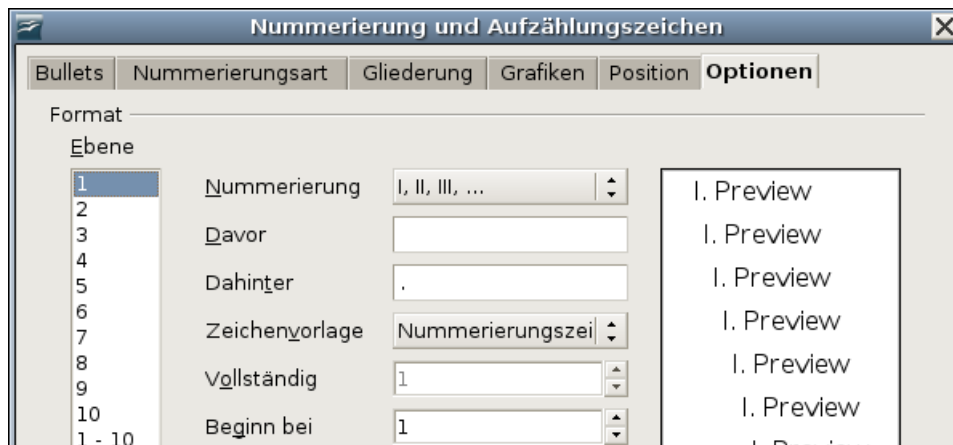 Nummerierung und Aufzählungszeichen
Bullets Nummerierungsart Gliederung Grafiken Position Optionen
Format
Ebene
1
2
3
4
5
6
7
8
9
10
1 - 10
Nummerierung I, II, III, ...
Davor
Dahinter .
Zeichenvorlage Nummerierungszei
Vollständig 1
Beginn bei 1
I. Preview
I. Preview
I. Preview
I. Preview
I. Preview
I. Preview